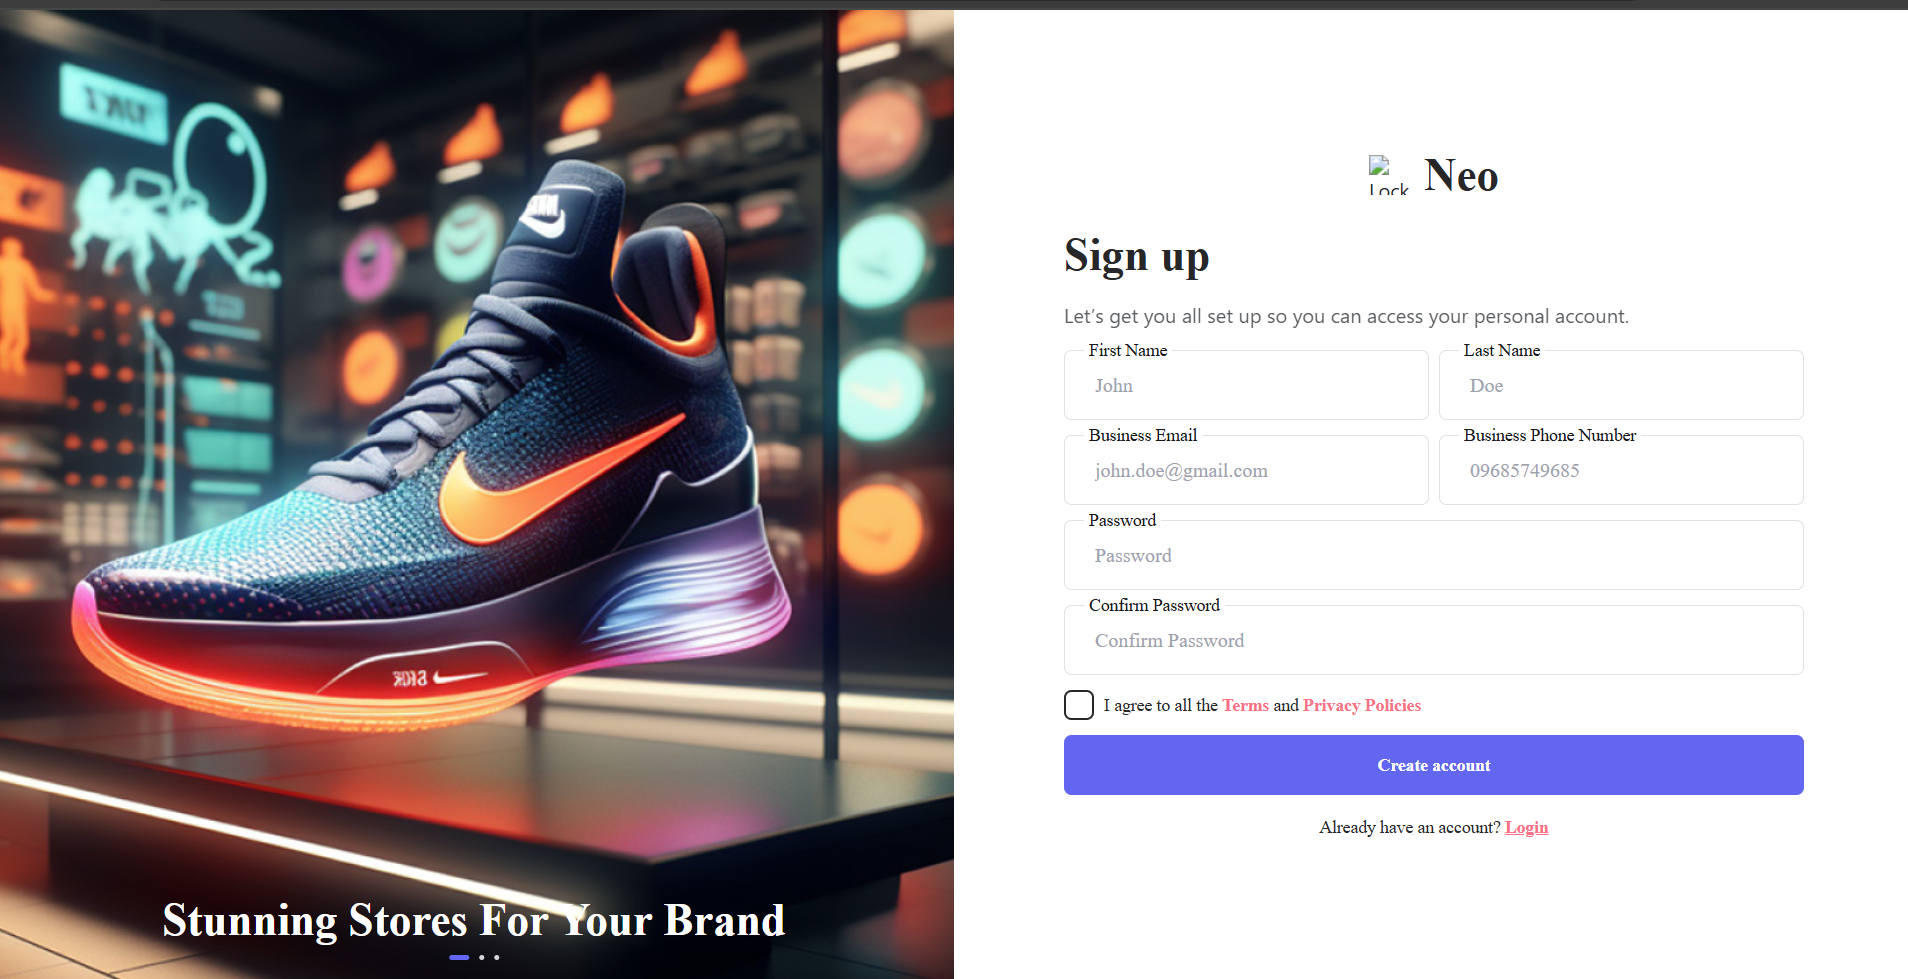 Stunning Stores For Your Brand
Lock
Neo
Sign up
Let's get you all set up so you can access your personal account.
First Name
John
Last Name
Doe
Business Email
john.doe@gmail.com
Business Phone Number
09685749685
Password
Password
Confirm Password
Confirm Password
I agree to all the Terms and Privacy Policies
Create account
Already have an account? Login